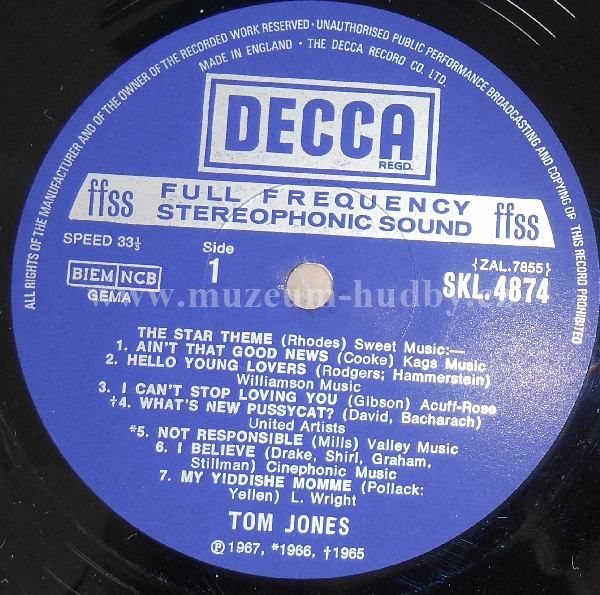 ALL RIGHTS OF THE MANUFACTURER AND OF THE OWNER OF THE RECORDED WORK RESERVED · UNAUTHORISED PUBLIC PERFORMANCE BROADCASTING AND COPYING OF THIS RECORD PROHIBITED
MADE IN ENGLAND · THE DECCA RECORD CO. LTD.
DECCA
REGD.
ffss FULL FREQUENCY STEREOPHONIC SOUND ffss
SPEED 33⅓
Side
1
{ZAL.7855}
SKL.4874
BIEM NCB
GEMA
www.muzeum-hudby.
THE STAR THEME (Rhodes) Sweet Music:—
1. AIN'T THAT GOOD NEWS (Cooke) Kags Music
2. HELLO YOUNG LOVERS (Rodgers; Hammerstein)
Williamson Music
3. I CAN'T STOP LOVING YOU (Gibson) Acuff-Rose
†4. WHAT'S NEW PUSSYCAT? (David, Bacharach)
United Artists
*5. NOT RESPONSIBLE (Mills) Valley Music
6. I BELIEVE (Drake, Shirl, Graham,
Stillman) Cinephonic Music
7. MY YIDDISHE MOMME (Pollack:
Yellen) L. Wright
TOM JONES
Ⓟ 1967, *1966, †1965